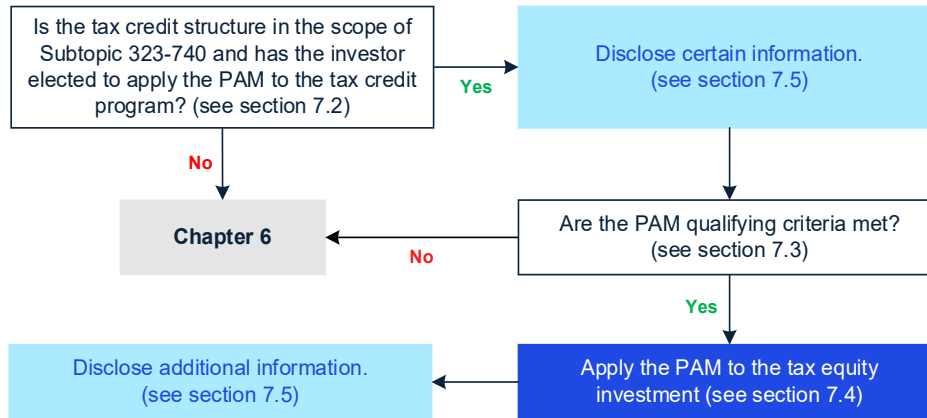 Is the tax credit structure in the scope of
Subtopic 323-740 and has the investor
elected to apply the PAM to the tax credit
program? (see section 7.2)
Yes
Disclose certain information.
(see section 7.5)
No
Chapter 6
Are the PAM qualifying criteria met?
(see section 7.3)
No
Yes
Apply the PAM to the tax equity
investment (see section 7.4)
Disclose additional information.
(see section 7.5)